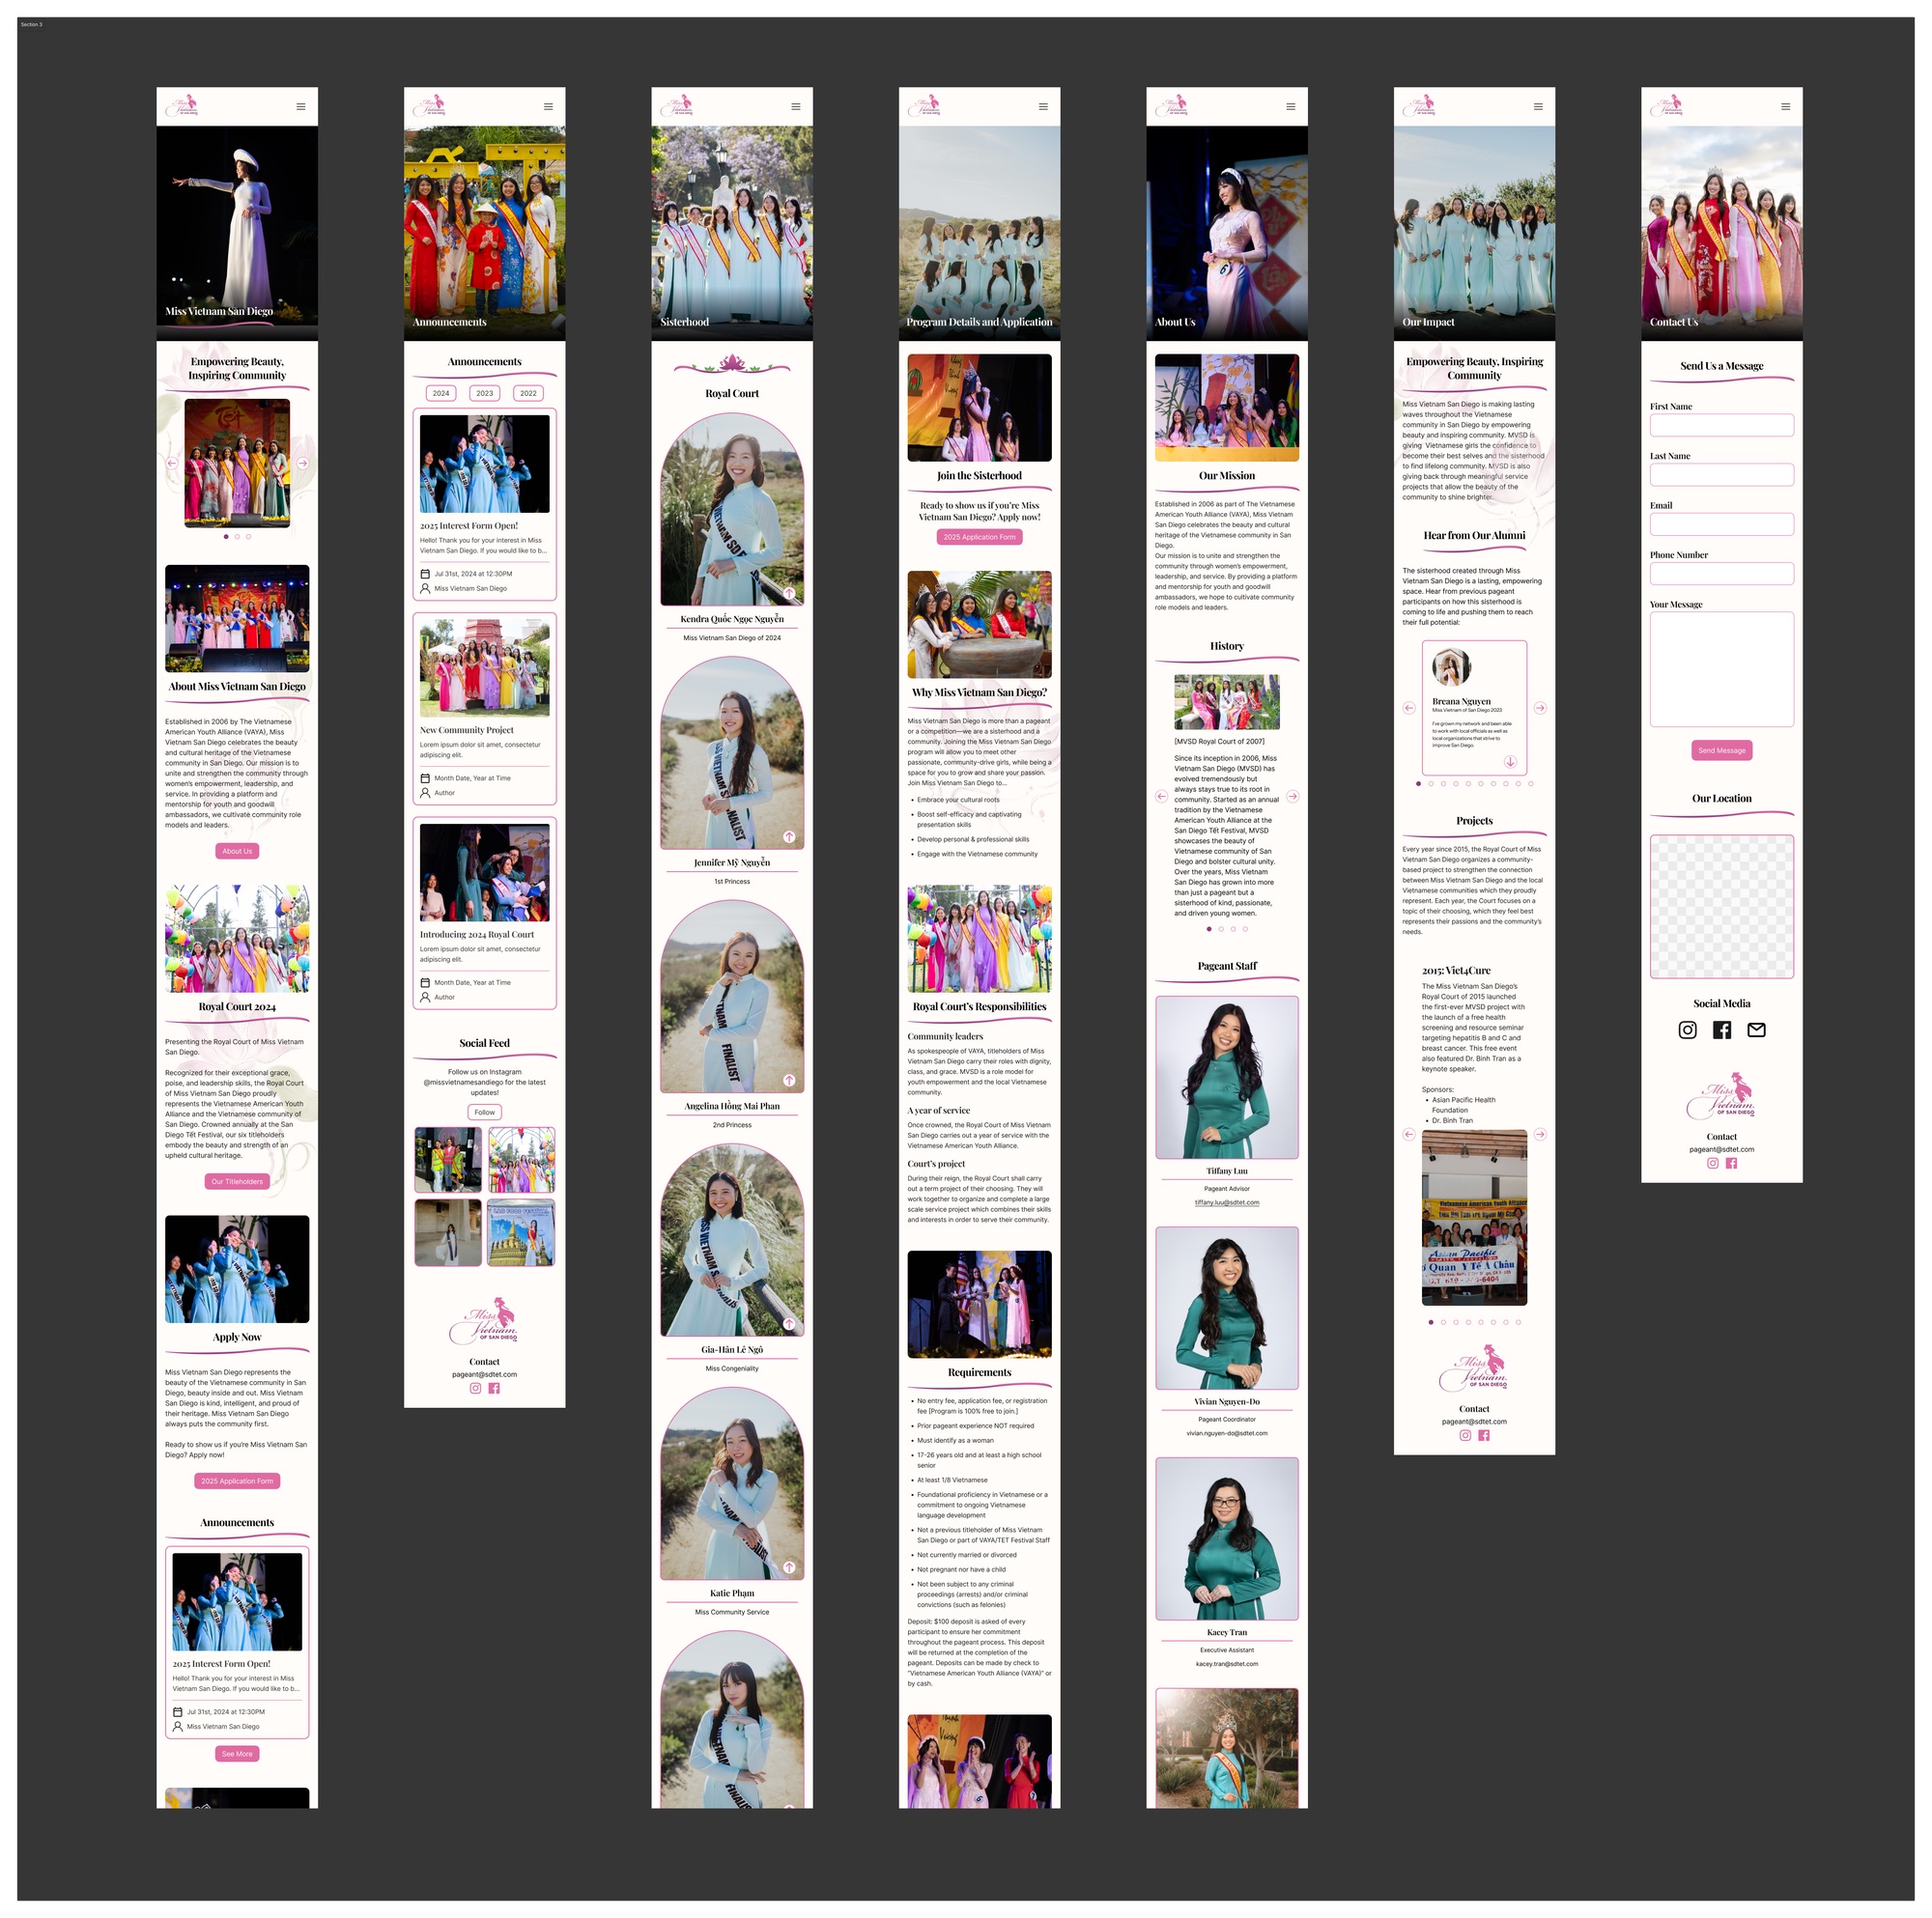 Section 3
Miss
Vietnam
OF SAN DIEGO
Miss Vietnam San Diego
Empowering Beauty,
Inspiring Community
About Miss Vietnam San Diego
Established in 2006 by The Vietnamese
American Youth Alliance (VAYA), Miss
Vietnam San Diego celebrates the beauty
and cultural heritage of the Vietnamese
community in San Diego. Our mission is to
unite and strengthen the community through
women's empowerment, leadership, and
service. In providing a platform and
mentorship for youth and goodwill
ambassadors, we cultivate community role
models and leaders.
About Us
Royal Court 2024
Presenting the Royal Court of Miss Vietnam
San Diego.
Recognized for their exceptional grace,
poise, and leadership skills, the Royal Court
of Miss Vietnam San Diego proudly
represents the Vietnamese American Youth
Alliance and the Vietnamese community of
San Diego. Crowned annually at the San
Diego Tết Festival, our six titleholders
embody the beauty and strength of an
upheld cultural heritage.
Our Titleholders
Apply Now
Miss Vietnam San Diego represents the
beauty of the Vietnamese community in San
Diego, beauty inside and out. Miss Vietnam
San Diego is kind, intelligent, and proud of
their heritage. Miss Vietnam San Diego
always puts the community first.
Ready to show us if you're Miss Vietnam San
Diego? Apply now!
2025 Application Form
Announcements
2025 Interest Form Open!
Hello! Thank you for your interest in Miss
Vietnam San Diego. If you would like to b...
Jul 31st, 2024 at 12:30PM
Miss Vietnam San Diego
See More
Miss
Vietnam
OF SAN DIEGO
Announcements
Announcements
2024 2023 2022
2025 Interest Form Open!
Hello! Thank you for your interest in Miss
Vietnam San Diego. If you would like to b...
Jul 31st, 2024 at 12:30PM
Miss Vietnam San Diego
New Community Project
Lorem ipsum dolor sit amet, consectetur
adipiscing elit.
Month Date, Year at Time
Author
Introducing 2024 Royal Court
Lorem ipsum dolor sit amet, consectetur
adipiscing elit.
Month Date, Year at Time
Author
Social Feed
Follow us on Instagram
@missvietnamesandiego for the latest
updates!
Follow
LAO FOOD FESTIVAL
Miss
Vietnam
OF SAN DIEGO
Contact
pageant@sdtet.com
Miss
Vietnam
OF SAN DIEGO
Sisterhood
Royal Court
Kendra Quốc Ngọc Nguyễn
Miss Vietnam San Diego of 2024
FINALIST
Jennifer Mỹ Nguyễn
1st Princess
FINALIST
Angelina Hồng Mai Phan
2nd Princess
Gia-Hân Lê Ngô
Miss Congeniality
Katie Phạm
Miss Community Service
Miss
Vietnam
OF SAN DIEGO
Program Details and Application
Join the Sisterhood
Ready to show us if you're Miss
Vietnam San Diego? Apply now!
2025 Application Form
Why Miss Vietnam San Diego?
Miss Vietnam San Diego is more than a pageant
or a competition—we are a sisterhood and a
community. Joining the Miss Vietnam San Diego
program will allow you to meet other
passionate, community-drive girls, while being a
space for you to grow and share your passion.
Join Miss Vietnam San Diego to...
• Embrace your cultural roots
• Boost self-efficacy and captivating
presentation skills
• Develop personal & professional skills
• Engage with the Vietnamese community
Royal Court's Responsibilities
Community leaders
As spokespeople of VAYA, titleholders of Miss
Vietnam San Diego carry their roles with dignity,
class, and grace. MVSD is a role model for
youth empowerment and the local Vietnamese
community.
A year of service
Once crowned, the Royal Court of Miss Vietnam
San Diego carries out a year of service with the
Vietnamese American Youth Alliance.
Court's project
During their reign, the Royal Court shall carry
out a term project of their choosing. They will
work together to organize and complete a large
scale service project which combines their skills
and interests in order to serve their community.
Requirements
• No entry fee, application fee, or registration
fee [Program is 100% free to join.]
• Prior pageant experience NOT required
• Must identify as a woman
• 17-26 years old and at least a high school
senior
• At least 1/8 Vietnamese
• Foundational proficiency in Vietnamese or a
commitment to ongoing Vietnamese
language development
• Not a previous titleholder of Miss Vietnam
San Diego or part of VAYA/TET Festival Staff
• Not currently married or divorced
• Not pregnant nor have a child
• Not been subject to any criminal
proceedings (arrests) and/or criminal
convictions (such as felonies)
Deposit: $100 deposit is asked of every
participant to ensure her commitment
throughout the pageant process. This deposit
will be returned at the completion of the
pageant. Deposits can be made by check to
"Vietnamese American Youth Alliance (VAYA)" or
by cash.
Miss
Vietnam
OF SAN DIEGO
About Us
Our Mission
Established in 2006 as part of The Vietnamese
American Youth Alliance (VAYA), Miss Vietnam
San Diego celebrates the beauty and cultural
heritage of the Vietnamese community in San
Diego.
Our mission is to unite and strengthen the
community through women's empowerment,
leadership, and service. By providing a platform
and mentorship for youth and goodwill
ambassadors, we hope to cultivate community
role models and leaders.
History
[MVSD Royal Court of 2007]
Since its inception in 2006, Miss
Vietnam San Diego (MVSD) has
evolved tremendously but
always stays true to its root in
community. Started as an annual
tradition by the Vietnamese
American Youth Alliance at the
San Diego Tết Festival, MVSD
showcases the beauty of
Vietnamese community of San
Diego and bolster cultural unity.
Over the years, Miss Vietnam
San Diego has grown into more
than just a pageant but a
sisterhood of kind, passionate,
and driven young women.
Pageant Staff
Tiffany Luu
Pageant Advisor
tiffany.luu@sdtet.com
Vivian Nguyen-Do
Pageant Coordinator
vivian.nguyen-do@sdtet.com
Kacey Tran
Executive Assistant
kacey.tran@sdtet.com
Miss
Vietnam
OF SAN DIEGO
Our Impact
Empowering Beauty, Inspiring
Community
Miss Vietnam San Diego is making lasting
waves throughout the Vietnamese
community in San Diego by empowering
beauty and inspiring community. MVSD is
giving Vietnamese girls the confidence to
become their best selves and the sisterhood
to find lifelong community. MVSD is also
giving back through meaningful service
projects that allow the beauty of the
community to shine brighter.
Hear from Our Alumni
The sisterhood created through Miss
Vietnam San Diego is a lasting, empowering
space. Hear from previous pageant
participants on how this sisterhood is
coming to life and pushing them to reach
their full potential:
Breana Nguyen
Miss Vietnam of San Diego 2023
I've grown my network and been able
to work with local officials as well as
local organizations that strive to
improve San Diego.
Projects
Every year since 2015, the Royal Court of Miss
Vietnam San Diego organizes a community-
based project to strengthen the connection
between Miss Vietnam San Diego and the local
Vietnamese communities which they proudly
represent. Each year, the Court focuses on a
topic of their choosing, which they feel best
represents their passions and the community's
needs.
2015: Viet4Cure
The Miss Vietnam San Diego's
Royal Court of 2015 launched
the first-ever MVSD project with
the launch of a free health
screening and resource seminar
targeting hepatitis B and C and
breast cancer. This free event
also featured Dr. Binh Tran as a
keynote speaker.
Sponsors:
• Asian Pacific Health
Foundation
• Dr. Binh Tran
Asian Pacific
Quan Y Tế Á Châu
Miss
Vietnam
OF SAN DIEGO
Contact
pageant@sdtet.com
Miss
Vietnam
OF SAN DIEGO
Contact Us
Send Us a Message
First Name
Last Name
Email
Phone Number
Your Message
Send Message
Our Location
Social Media
Miss
Vietnam
OF SAN DIEGO
Contact
pageant@sdtet.com